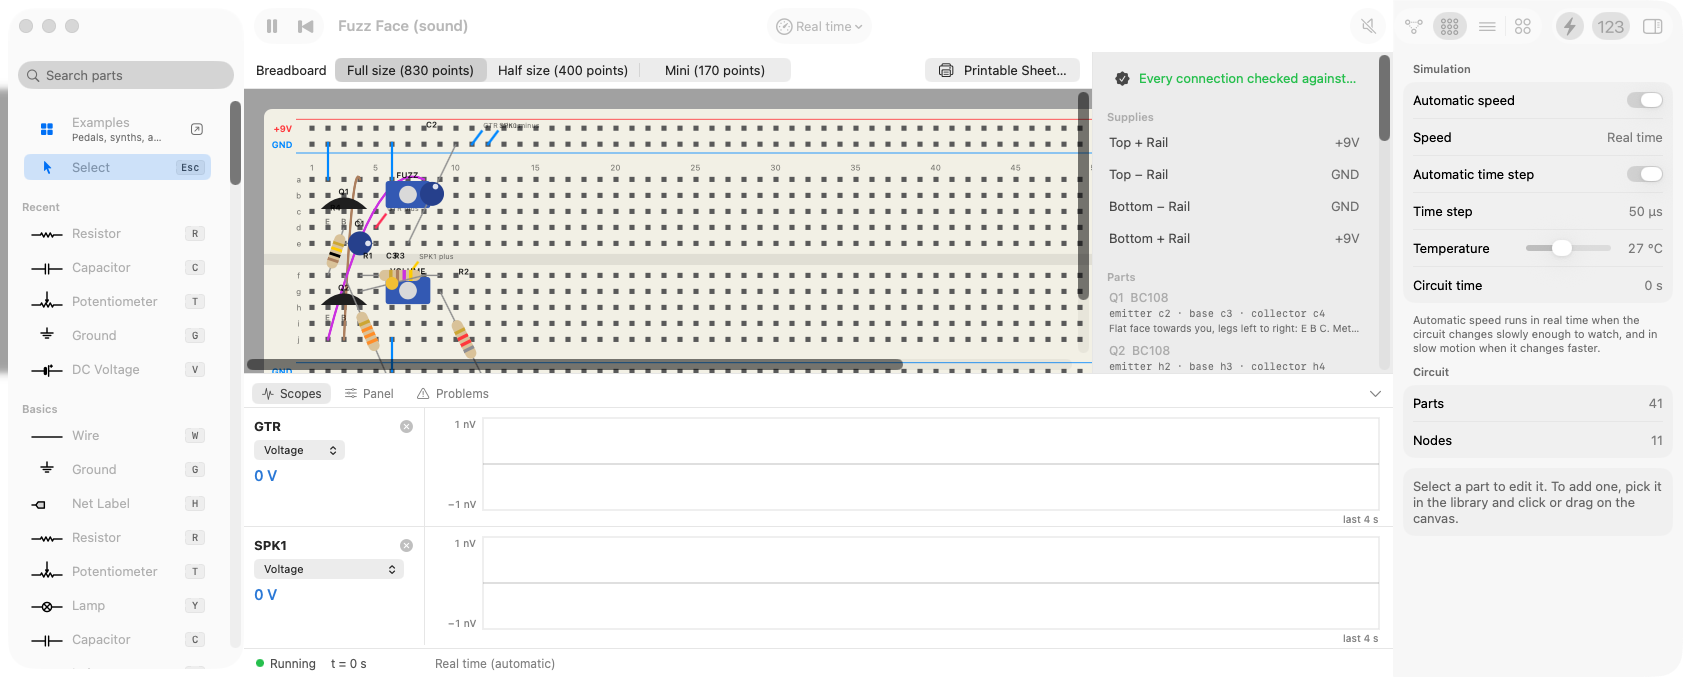 Fuzz Face (sound)
Real time
123
Search parts
Examples
Pedals, synths, a...
Select Esc
Recent
Resistor R
Capacitor C
Potentiometer T
Ground G
DC Voltage V
Basics
Wire W
Ground G
Net Label H
Resistor R
Potentiometer T
Lamp Y
Capacitor C
Breadboard
Full size (830 points)
Half size (400 points)
Mini (170 points)
Printable Sheet...
+9V
GND
C2
1 5 10 15 20 25 30 35 40 45
a
b
c
d
e
f
g
h
i
j
Q1
FUZZ
E B
R1
R3
SPK1 plus
R2
Q2
E B
GND
Every connection checked against...
Supplies
Top + Rail +9V
Top – Rail GND
Bottom – Rail GND
Bottom + Rail +9V
Parts
Q1 BC108
emitter c2 · base c3 · collector c4
Flat face towards you, legs left to right: E B C. Met...
Q2 BC108
emitter h2 · base h3 · collector h4
Scopes
Panel
Problems
GTR
Voltage
0 V
1 nV
−1 nV
last 4 s
SPK1
Voltage
0 V
1 nV
−1 nV
last 4 s
Running t = 0 s Real time (automatic)
Simulation
Automatic speed
Speed Real time
Automatic time step
Time step 50 µs
Temperature 27 °C
Circuit time 0 s
Automatic speed runs in real time when the
circuit changes slowly enough to watch, and in
slow motion when it changes faster.
Circuit
Parts 41
Nodes 11
Select a part to edit it. To add one, pick it
in the library and click or drag on the
canvas.